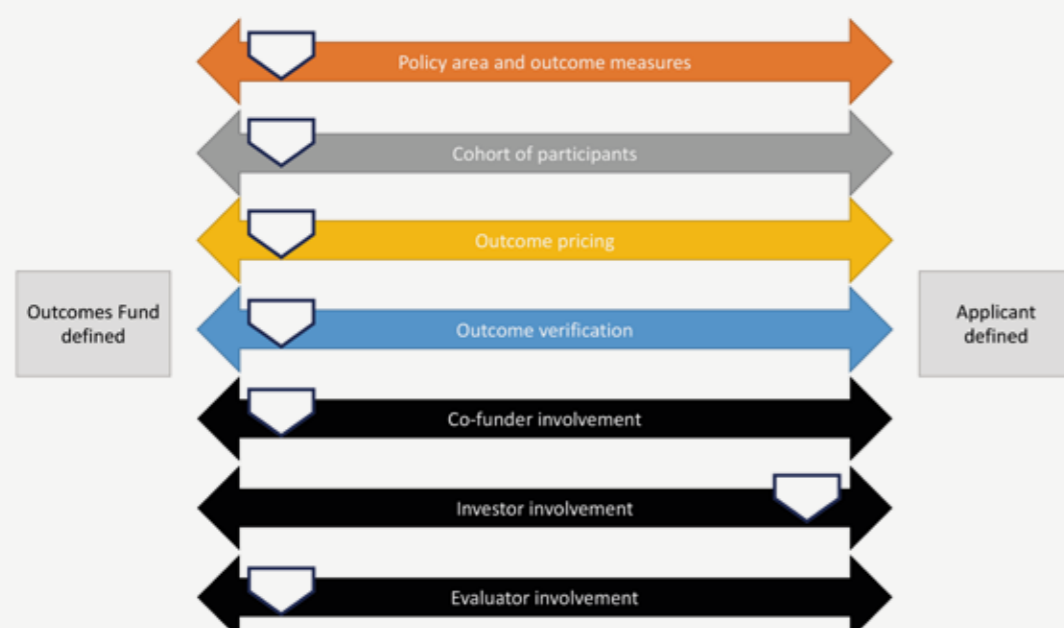 Policy area and outcome measures
Cohort of participants
Outcome pricing
Outcomes Fund
defined
Applicant
defined
Outcome verification
Co-funder involvement
Investor involvement
Evaluator involvement